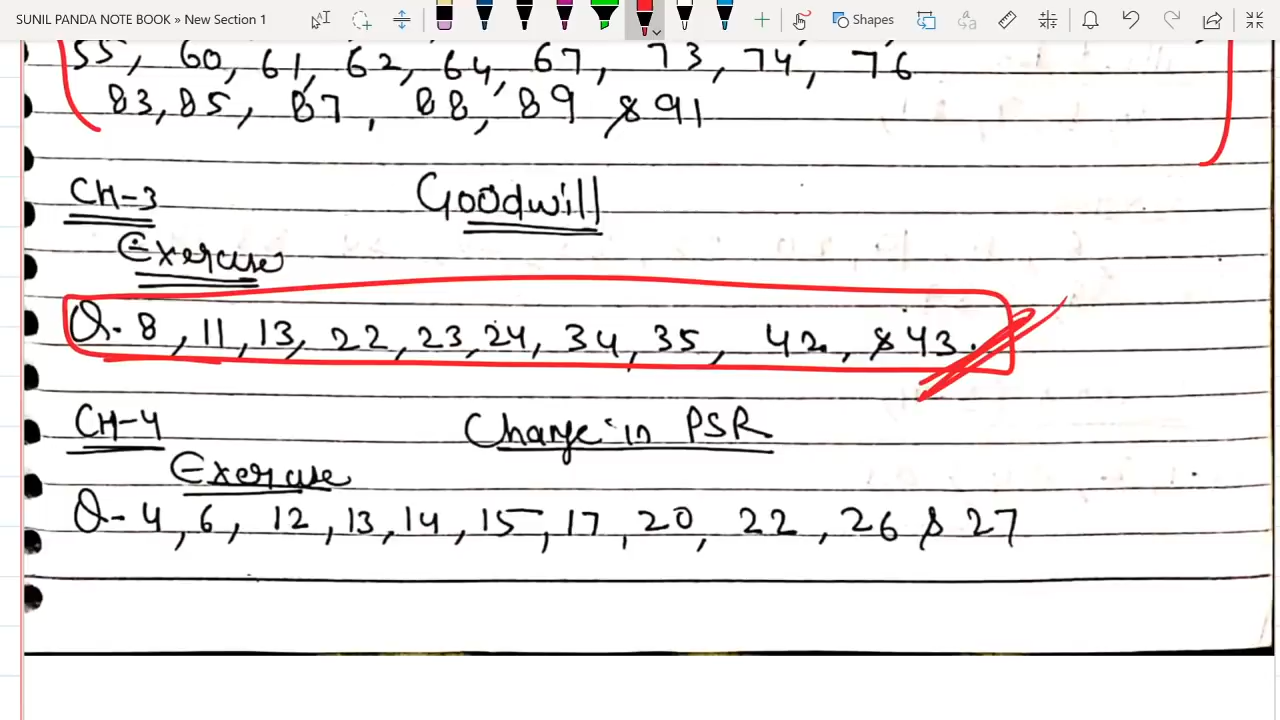 SUNIL PANDA NOTE BOOK » New Section 1
Shapes
55, 60, 61, 62, 64, 67, 73, 74, 76
83, 85, 87, 88, 89 & 91
CH-3 Goodwill
Exercise
Q- 8, 11, 13, 22, 23, 24, 34, 35, 42, & 43.
CH-4 Change in PSR
Exercise
Q- 4, 6, 12, 13, 14, 15, 17, 20, 22, 26 & 27